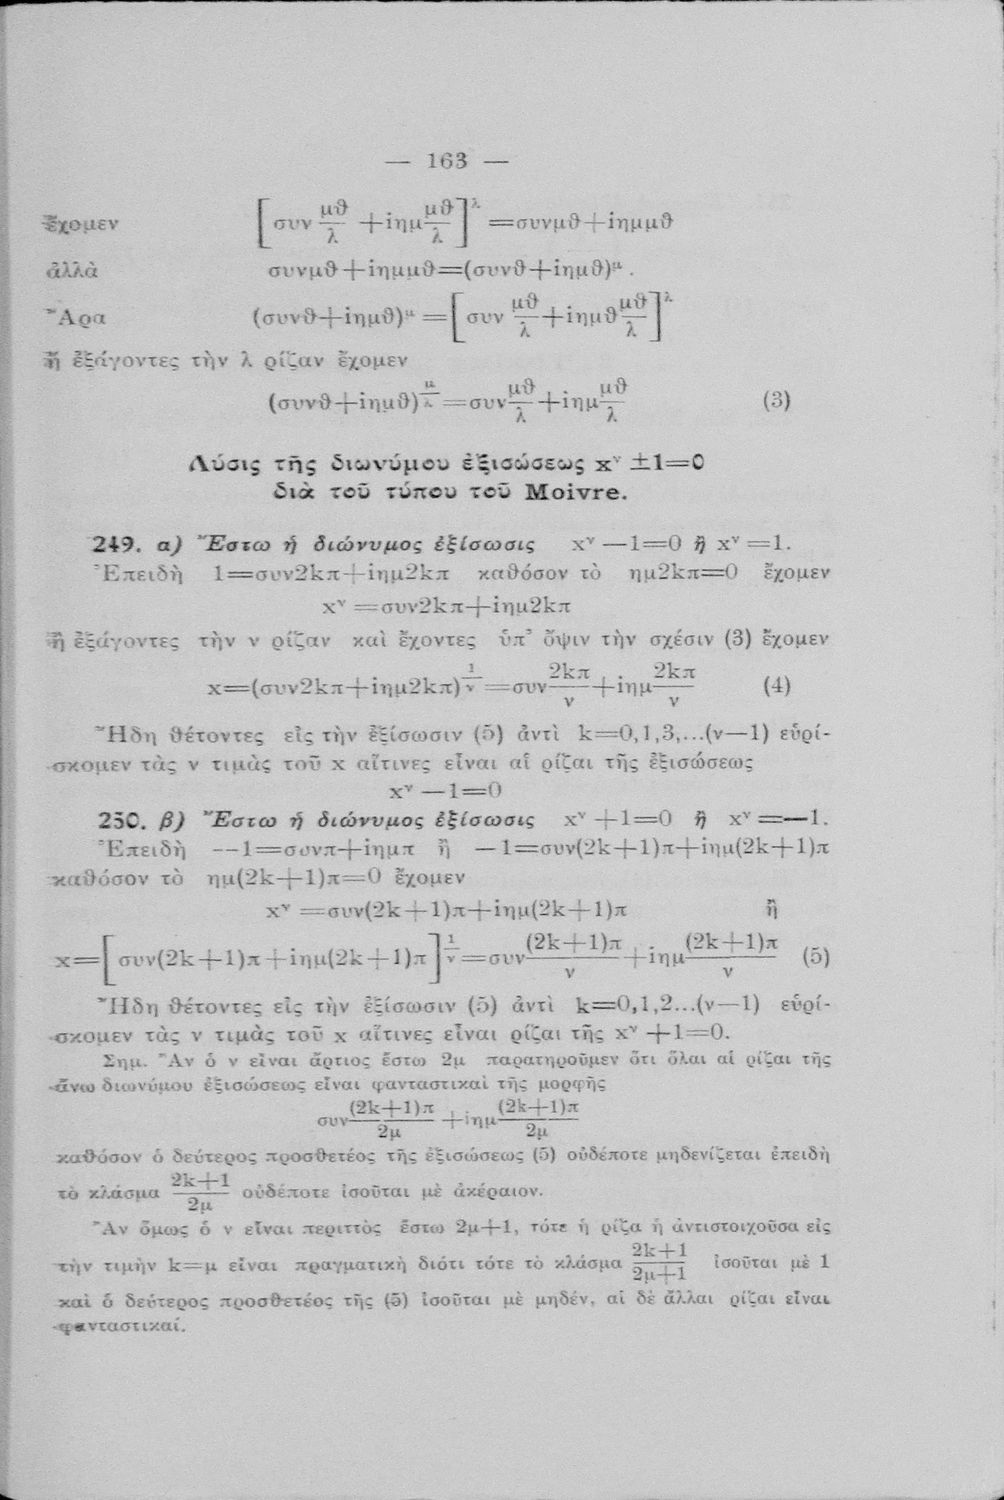 — 163 —
ἔχομεν [συν μϑ/λ +iημ μϑ/λ]^λ =συνμϑ+iημμϑ
ἀλλὰ συνμϑ+iημμϑ=(συνϑ+iημϑ)^μ .
Ἄρα (συνϑ+iημϑ)^μ = [συν μϑ/λ +iημϑ μϑ/λ]^λ
ἢ ἐξάγοντες τὴν λ ρίζαν ἔχομεν
(συνϑ+iημϑ)^μ/λ =συν μϑ/λ +iημ μϑ/λ (3)
Λύσις τῆς διωνύμου ἐξισώσεως x^ν ±1=0
διὰ τοῦ τύπου τοῦ Moivre.
249. α) Ἔστω ἡ διώνυμος ἐξίσωσις x^ν —1=0 ἢ x^ν =1.
Ἐπειδὴ 1=συν2kπ+iημ2kπ καϑόσον τὸ ημ2kπ=0 ἔχομεν
x^ν =συν2kπ+iημ2kπ
ἢ ἐξάγοντες τὴν ν ρίζαν καὶ ἔχοντες ὑπ' ὄψιν τὴν σχέσιν (3) ἔχομεν
x=(συν2kπ+iημ2kπ)^1/ν =συν 2kπ/ν +iημ 2kπ/ν (4)
Ἤδη ϑέτοντες εἰς τὴν ἐξίσωσιν (5) ἀντὶ k=0,1,3,...(ν—1) εὑρί-
σκομεν τὰς ν τιμὰς τοῦ x αἵτινες εἶναι αἱ ρίζαι τῆς ἐξισώσεως
x^ν —1=0
250. β) Ἔστω ἡ διώνυμος ἐξίσωσις x^ν +1=0 ἢ x^ν =—1.
Ἐπειδὴ —1=συνπ+iημπ ἢ —1=συν(2k+1)π+iημ(2k+1)π
καϑόσον τὸ ημ(2k+1)π=0 ἔχομεν
x^ν =συν(2k+1)π+iημ(2k+1)π ἢ
x=[συν(2k+1)π+iημ(2k+1)π]^1/ν =συν (2k+1)π/ν +iημ (2k+1)π/ν (5)
Ἤδη ϑέτοντες εἰς τὴν ἐξίσωσιν (5) ἀντὶ k=0,1,2...(ν—1) εὑρί-
σκομεν τὰς ν τιμὰς τοῦ x αἵτινες εἶναι ρίζαι τῆς x^ν +1=0.
Σημ. Ἂν ὁ ν εἶναι ἄρτιος ἔστω 2μ παρατηροῦμεν ὅτι ὅλαι αἱ ρίζαι τῆς
ἄνω διωνύμου ἐξισώσεως εἶναι φανταστικαὶ τῆς μορφῆς
συν (2k+1)π/2μ +iημ (2k+1)π/2μ
καϑόσον ὁ δεύτερος προσϑετέος τῆς ἐξισώσεως (5) οὐδέποτε μηδενίζεται ἐπειδὴ
τὸ κλάσμα 2k+1/2μ οὐδέποτε ἰσοῦται μὲ ἀκέραιον.
Ἂν ὅμως ὁ ν εἶναι περιττὸς ἔστω 2μ+1, τότε ἡ ρίζα ἡ ἀντιστοιχοῦσα εἰς
τὴν τιμὴν k=μ εἶναι πραγματικὴ διότι τότε τὸ κλάσμα 2k+1/2μ+1 ἰσοῦται μὲ 1
καὶ ὁ δεύτερος προσϑετέος τῆς (5) ἰσοῦται μὲ μηδέν, αἱ δὲ ἄλλαι ρίζαι εἶναι
φανταστικαί.